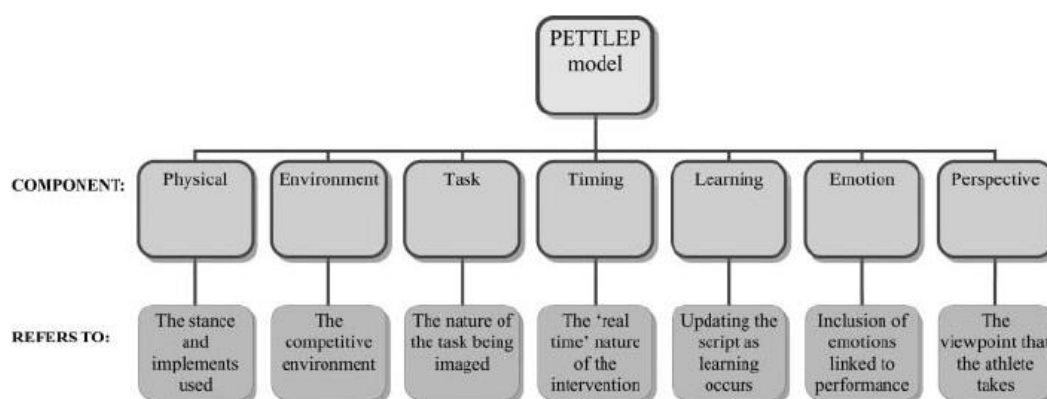 PETTLEP
model
COMPONENT:
Physical
Environment
Task
Timing
Learning
Emotion
Perspective
REFERS TO:
The stance
and
implements
used
The
competitive
environment
The nature of
the task being
imaged
The 'real
time' nature
of the
intervention
Updating the
script as
learning
occurs
Inclusion of
emotions
linked to
performance
The
viewpoint that
the athlete
takes